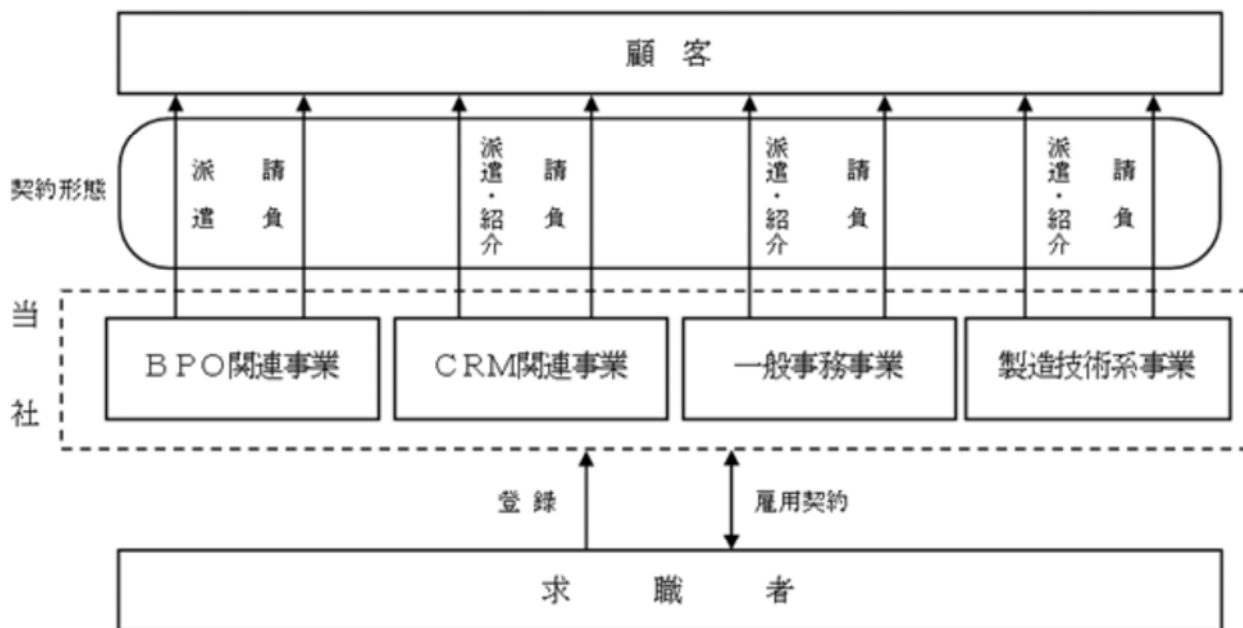 顧客
契約形態
派遣
請負
派遣・紹介
請負
派遣・紹介
請負
派遣・紹介
請負
当社
ＢＰＯ関連事業
ＣＲＭ関連事業
一般事務事業
製造技術系事業
登録
雇用契約
求職者